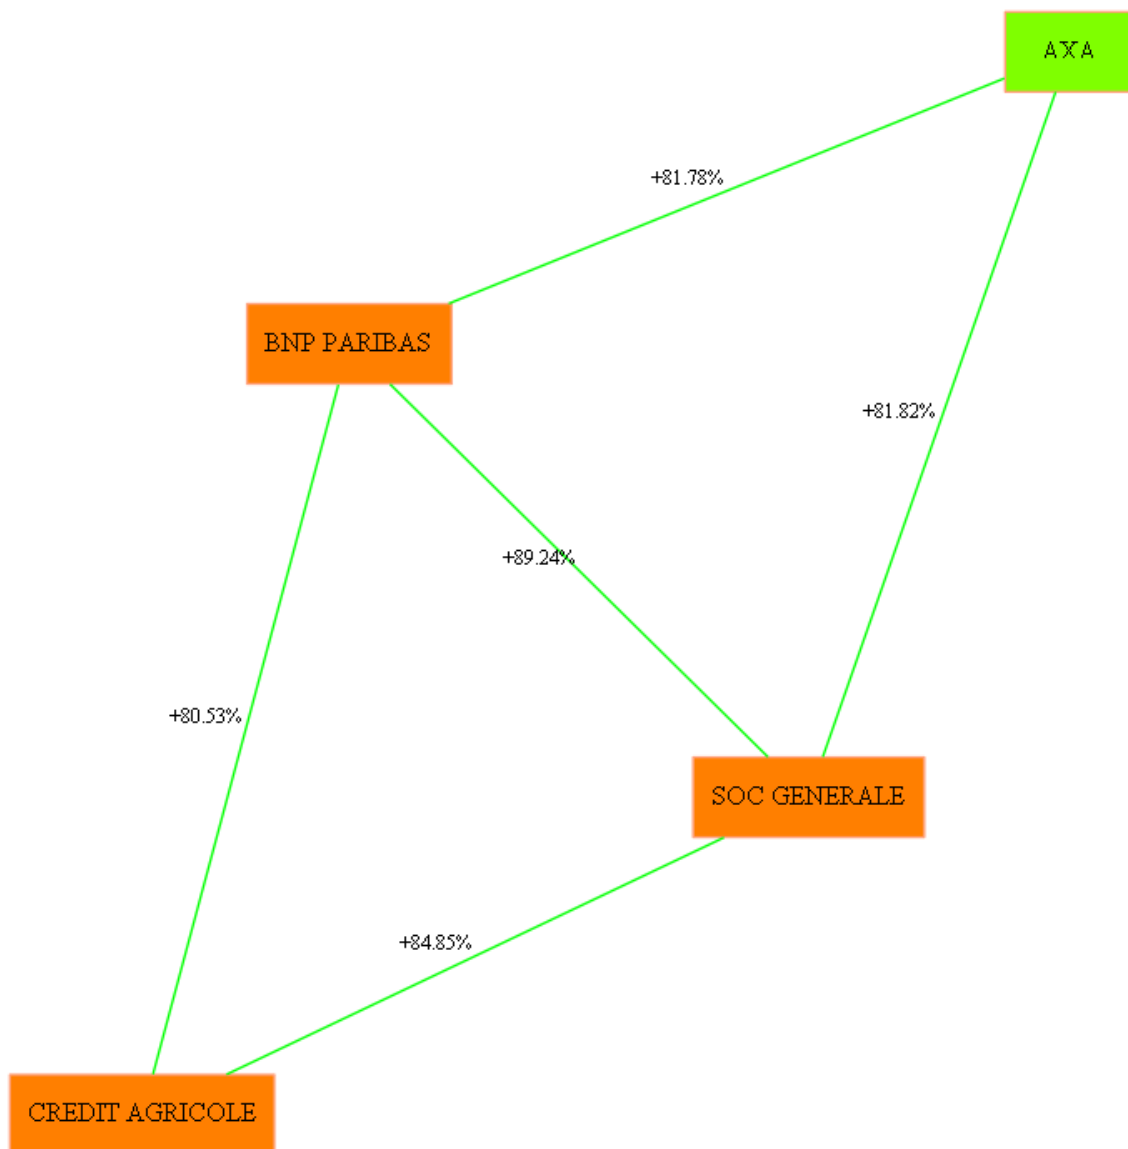 AXA
+81.78%
BNP PARIBAS
+81.82%
+89.24%
+80.53%
SOC GENERALE
+84.85%
CREDIT AGRICOLE